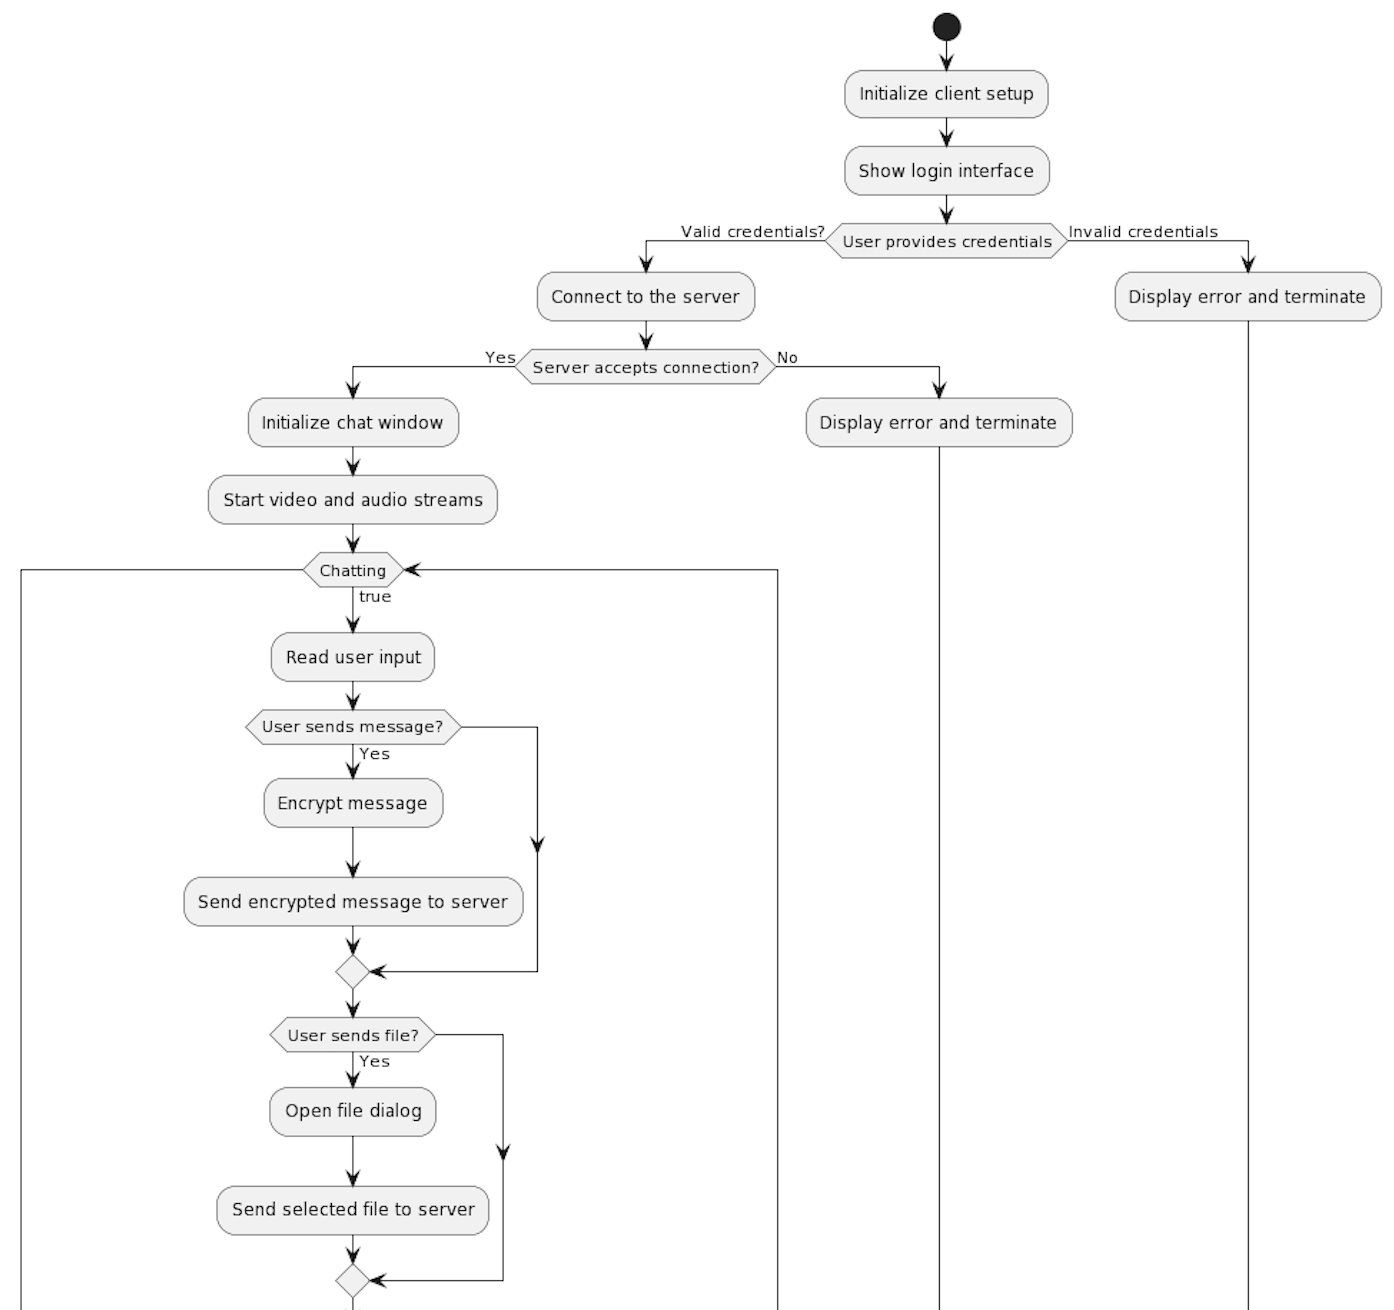 Initialize client setup
Show login interface
Valid credentials?
User provides credentials
Invalid credentials
Connect to the server
Display error and terminate
Yes
Server accepts connection?
No
Initialize chat window
Display error and terminate
Start video and audio streams
Chatting
true
Read user input
User sends message?
Yes
Encrypt message
Send encrypted message to server
User sends file?
Yes
Open file dialog
Send selected file to server